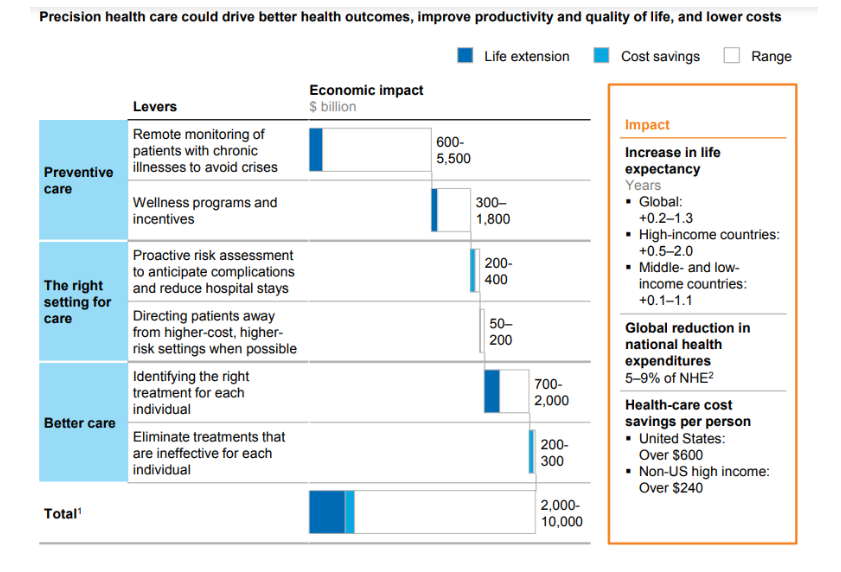 Precision health care could drive better health outcomes, improve productivity and quality of life, and lower costs
Life extension
Cost savings
Range
Levers
Economic impact
$ billion
Preventive
care
Remote monitoring of
patients with chronic
illnesses to avoid crises
600-
5,500
Wellness programs and
incentives
300–
1,800
The right
setting for
care
Proactive risk assessment
to anticipate complications
and reduce hospital stays
200-
400
Directing patients away
from higher-cost, higher-
risk settings when possible
50–
200
Better care
Identifying the right
treatment for each
individual
700-
2,000
Eliminate treatments that
are ineffective for each
individual
200-
300
Total¹
2,000-
10,000
Impact
Increase in life
expectancy
Years
▪ Global:
+0.2–1.3
▪ High-income countries:
+0.5–2.0
▪ Middle- and low-
income countries:
+0.1–1.1
Global reduction in
national health
expenditures
5–9% of NHE²
Health-care cost
savings per person
▪ United States:
Over $600
▪ Non-US high income:
Over $240